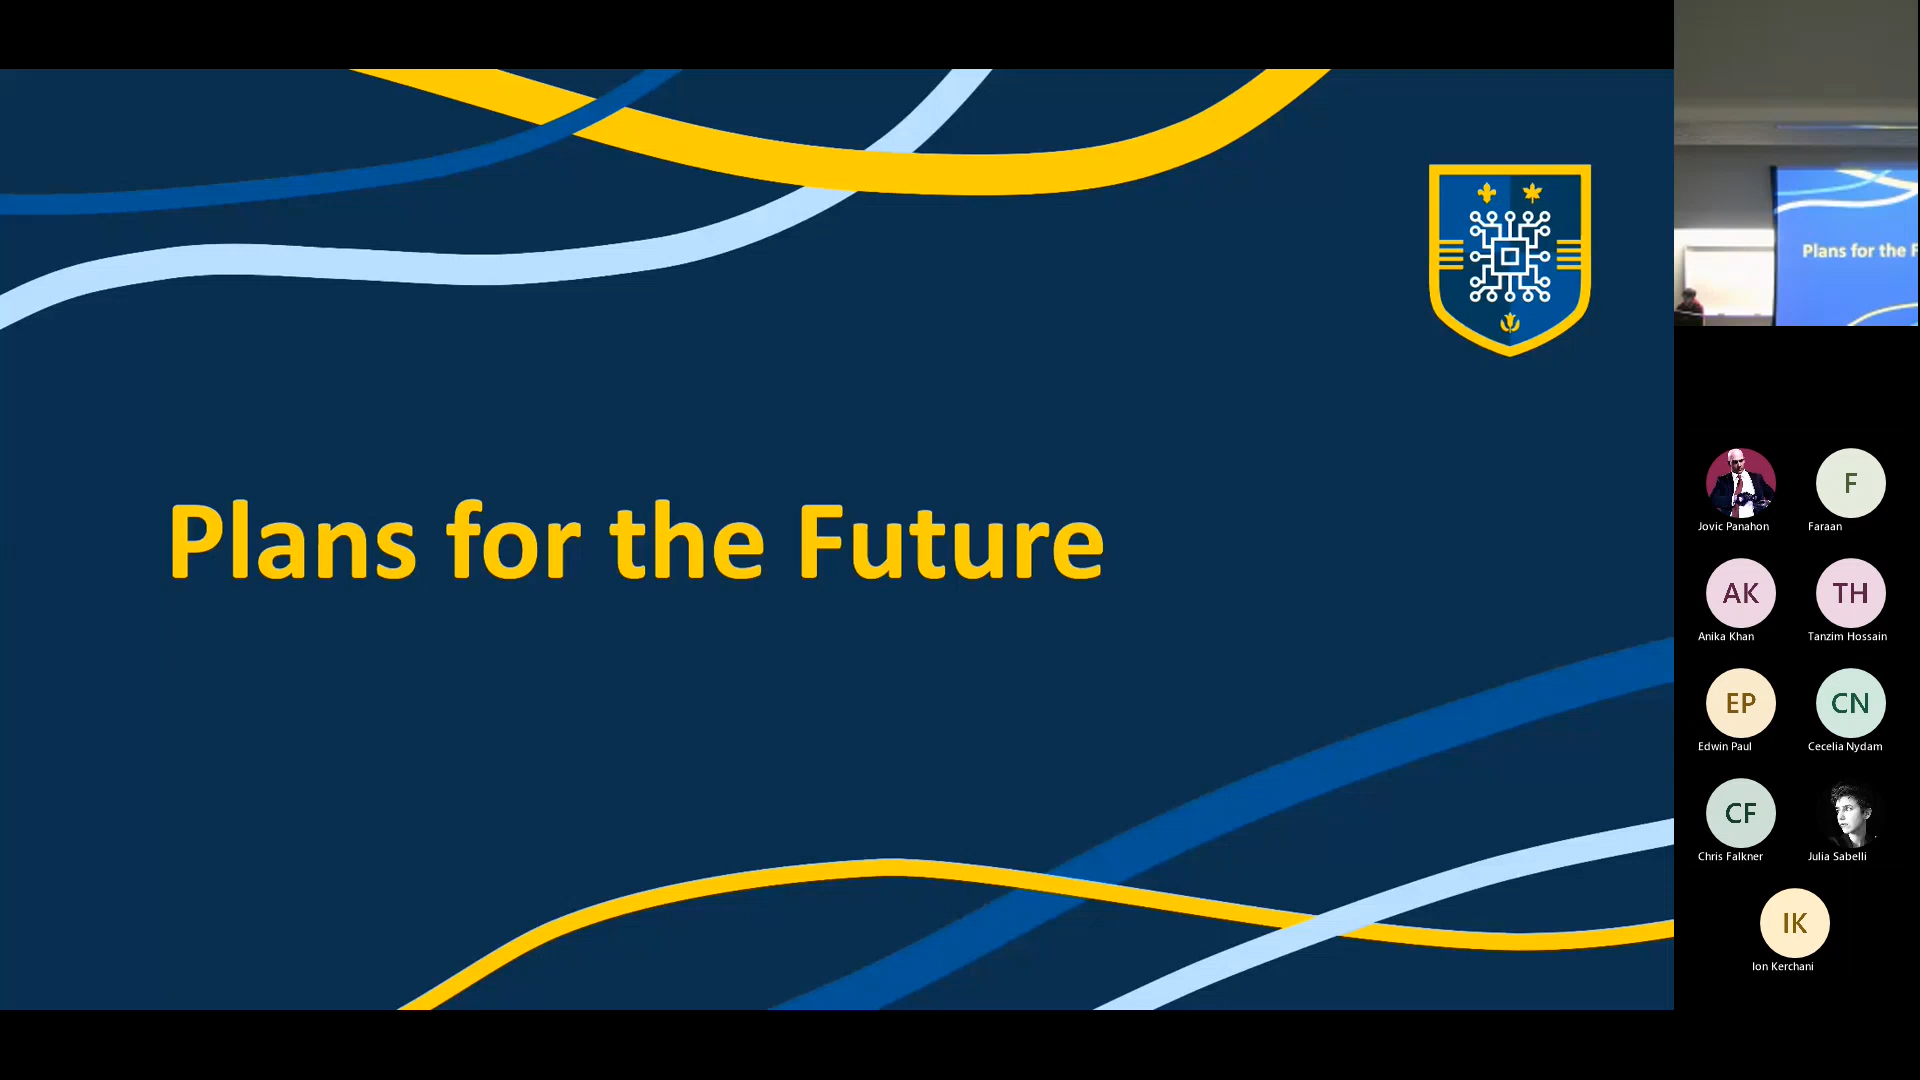 Plans for the Future
Plans for the F
Jovic Panahon
F
Faraan
AK
Anika Khan
TH
Tanzim Hossain
EP
Edwin Paul
CN
Cecelia Nydam
CF
Chris Falkner
Julia Sabelli
IK
Ion Kerchani